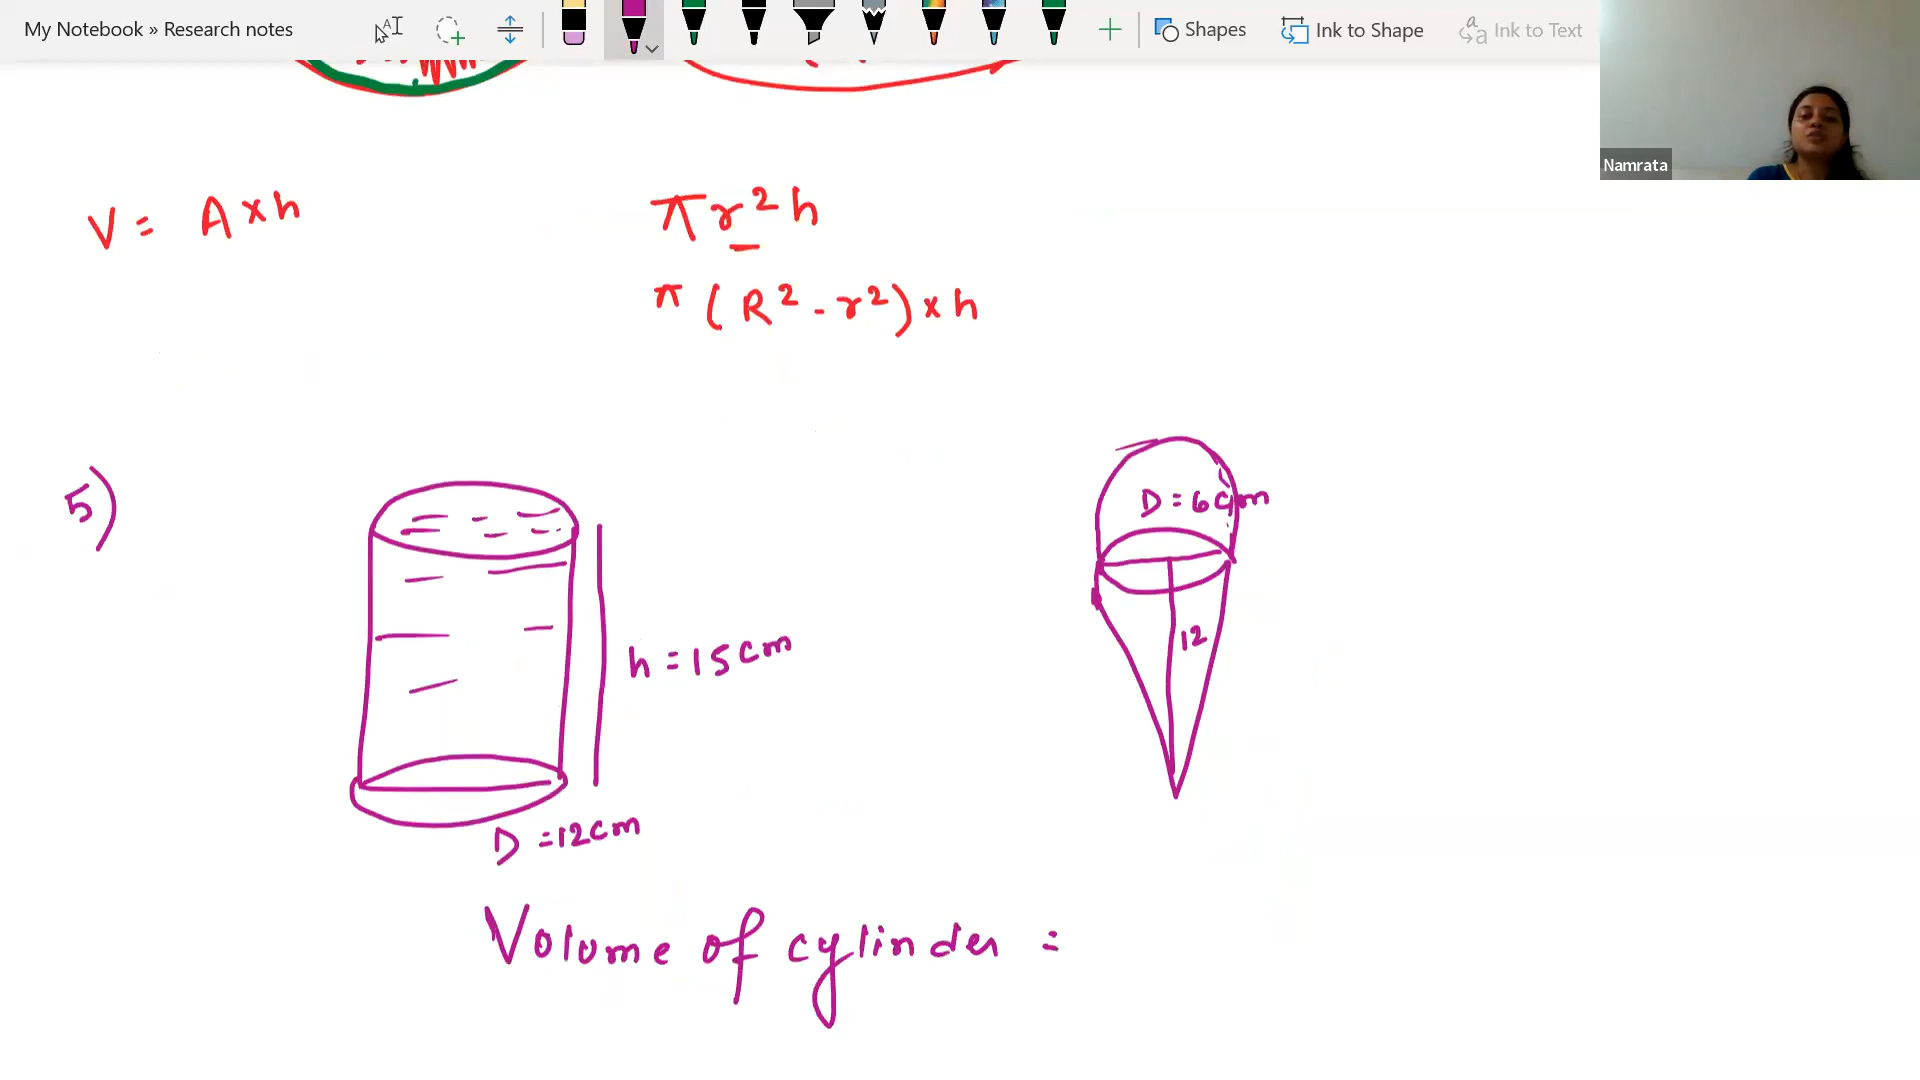 My Notebook » Research notes
Shapes
Ink to Shape
Ink to Text
Namrata
V = A × h
πr²h
π (R² - r²) × h
5)
D = 6cm
12
h = 15cm
D = 12cm
Volume of cylinder =